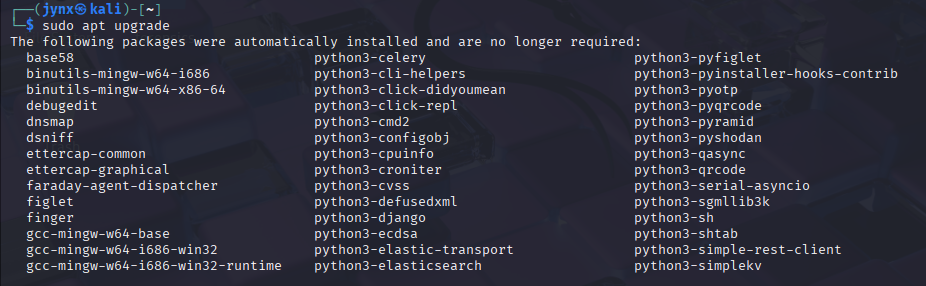 ┌──(jynx㉿kali)-[~]
└─$ sudo apt upgrade
The following packages were automatically installed and are no longer required:
  base58                          python3-celery                          python3-pyfiglet
  binutils-mingw-w64-i686         python3-cli-helpers                     python3-pyinstaller-hooks-contrib
  binutils-mingw-w64-x86-64       python3-click-didyoumean                python3-pyotp
  debugedit                       python3-click-repl                      python3-pyqrcode
  dnsmap                          python3-cmd2                            python3-pyramid
  dsniff                          python3-configobj                       python3-pyshodan
  ettercap-common                 python3-cpuinfo                         python3-qasync
  ettercap-graphical              python3-croniter                        python3-qrcode
  faraday-agent-dispatcher        python3-cvss                            python3-serial-asyncio
  figlet                          python3-defusedxml                      python3-sgmllib3k
  finger                          python3-django                          python3-sh
  gcc-mingw-w64-base              python3-ecdsa                           python3-shtab
  gcc-mingw-w64-i686-win32        python3-elastic-transport               python3-simple-rest-client
  gcc-mingw-w64-i686-win32-runtime    python3-elasticsearch               python3-simplekv